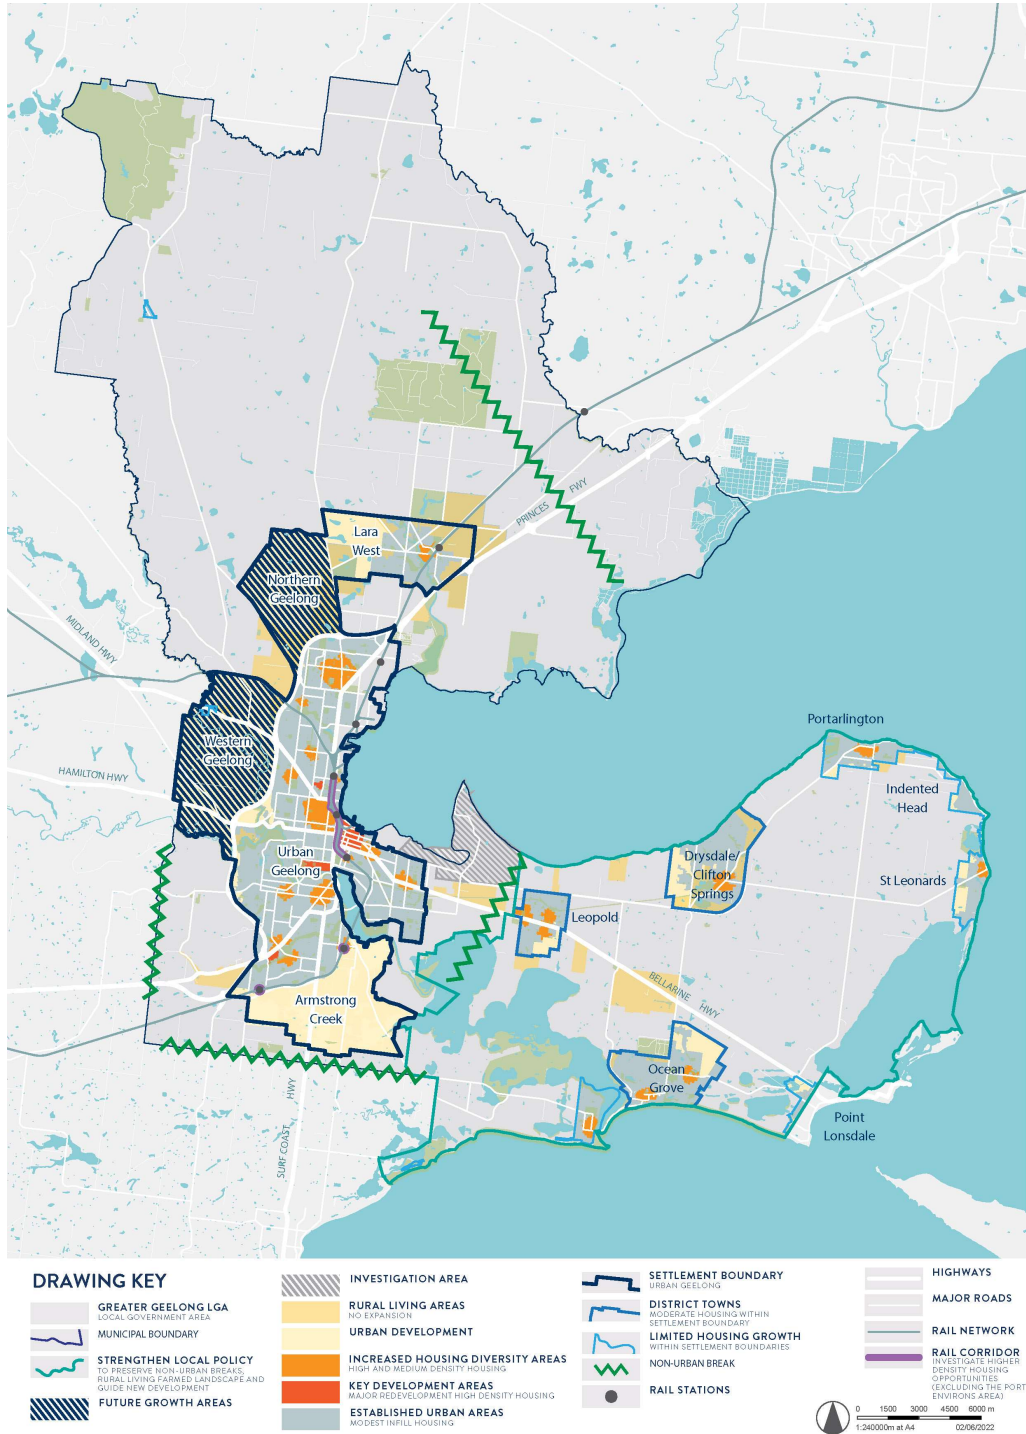 Lara
West
Northern
Geelong
PRINCES FWY
MIDLAND HWY
Western
Geelong
HAMILTON HWY
Urban
Geelong
Portarlington
Indented
Head
Drysdale/
Clifton
Springs
St Leonards
Leopold
BELLARINE HWY
Armstrong
Creek
Ocean
Grove
Point
Lonsdale
SURF COAST HWY
DRAWING KEY
GREATER GEELONG LGA
LOCAL GOVERNMENT AREA
MUNICIPAL BOUNDARY
STRENGTHEN LOCAL POLICY
TO PRESERVE NON-URBAN BREAKS,
RURAL LIVING FARMED LANDSCAPE AND
GUIDE NEW DEVELOPMENT
FUTURE GROWTH AREAS
INVESTIGATION AREA
RURAL LIVING AREAS
NO EXPANSION
URBAN DEVELOPMENT
INCREASED HOUSING DIVERSITY AREAS
HIGH AND MEDIUM DENSITY HOUSING
KEY DEVELOPMENT AREAS
MAJOR REDEVELOPMENT HIGH DENSITY HOUSING
ESTABLISHED URBAN AREAS
MODEST INFILL HOUSING
SETTLEMENT BOUNDARY
URBAN GEELONG
DISTRICT TOWNS
MODERATE HOUSING WITHIN
SETTLEMENT BOUNDARY
LIMITED HOUSING GROWTH
WITHIN SETTLEMENT BOUNDARIES
NON-URBAN BREAK
RAIL STATIONS
HIGHWAYS
MAJOR ROADS
RAIL NETWORK
RAIL CORRIDOR
INVESTIGATE HIGHER
DENSITY HOUSING
OPPORTUNITIES
(EXCLUDING THE PORT
ENVIRONS AREA)
0 1500 3000 4500 6000 m
1:240000m at A4 02/06/2022